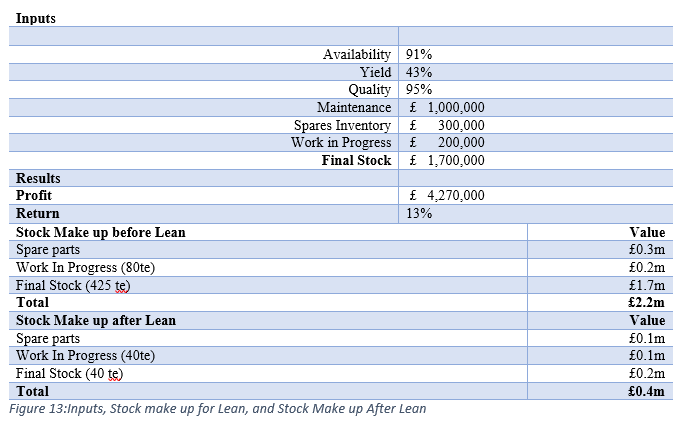 Inputs
Availability 91%
Yield 43%
Quality 95%
Maintenance £ 1,000,000
Spares Inventory £ 300,000
Work in Progress £ 200,000
Final Stock £ 1,700,000
Results
Profit £ 4,270,000
Return 13%
Stock Make up before Lean Value
Spare parts £0.3m
Work In Progress (80te) £0.2m
Final Stock (425 te) £1.7m
Total £2.2m
Stock Make up after Lean Value
Spare parts £0.1m
Work In Progress (40te) £0.1m
Final Stock (40 te) £0.2m
Total £0.4m
Figure 13:Inputs, Stock make up for Lean, and Stock Make up After Lean